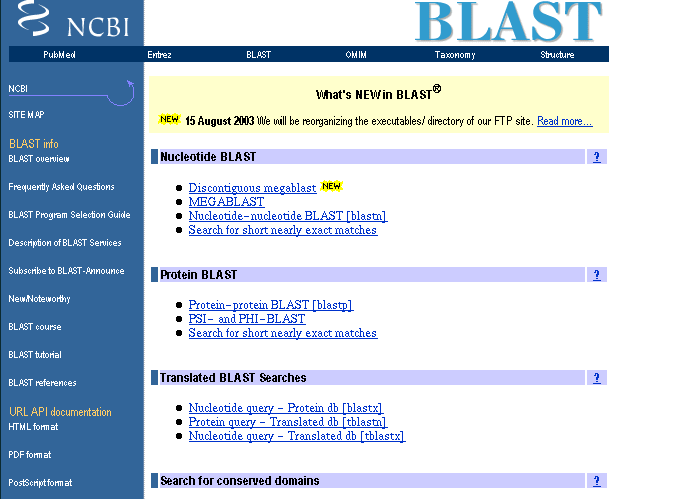 NCBI
BLAST
PubMed Entrez BLAST OMIM Taxonomy Structure
NCBI
SITE MAP
BLAST info
BLAST overview
Frequently Asked Questions
BLAST Program Selection Guide
Description of BLAST Services
Subscribe to BLAST-Announce
New/Noteworthy
BLAST course
BLAST tutorial
BLAST references
URL API documentation
HTML format
PDF format
PostScript format
What's NEW in BLAST®
NEW 15 August 2003 We will be reorganizing the executables/ directory of our FTP site. Read more...
Nucleotide BLAST ?
Discontiguous megablast NEW
MEGABLAST
Nucleotide-nucleotide BLAST [blastn]
Search for short nearly exact matches
Protein BLAST ?
Protein-protein BLAST [blastp]
PSI- and PHI-BLAST
Search for short nearly exact matches
Translated BLAST Searches ?
Nucleotide query - Protein db [blastx]
Protein query - Translated db [tblastn]
Nucleotide query - Translated db [tblastx]
Search for conserved domains ?